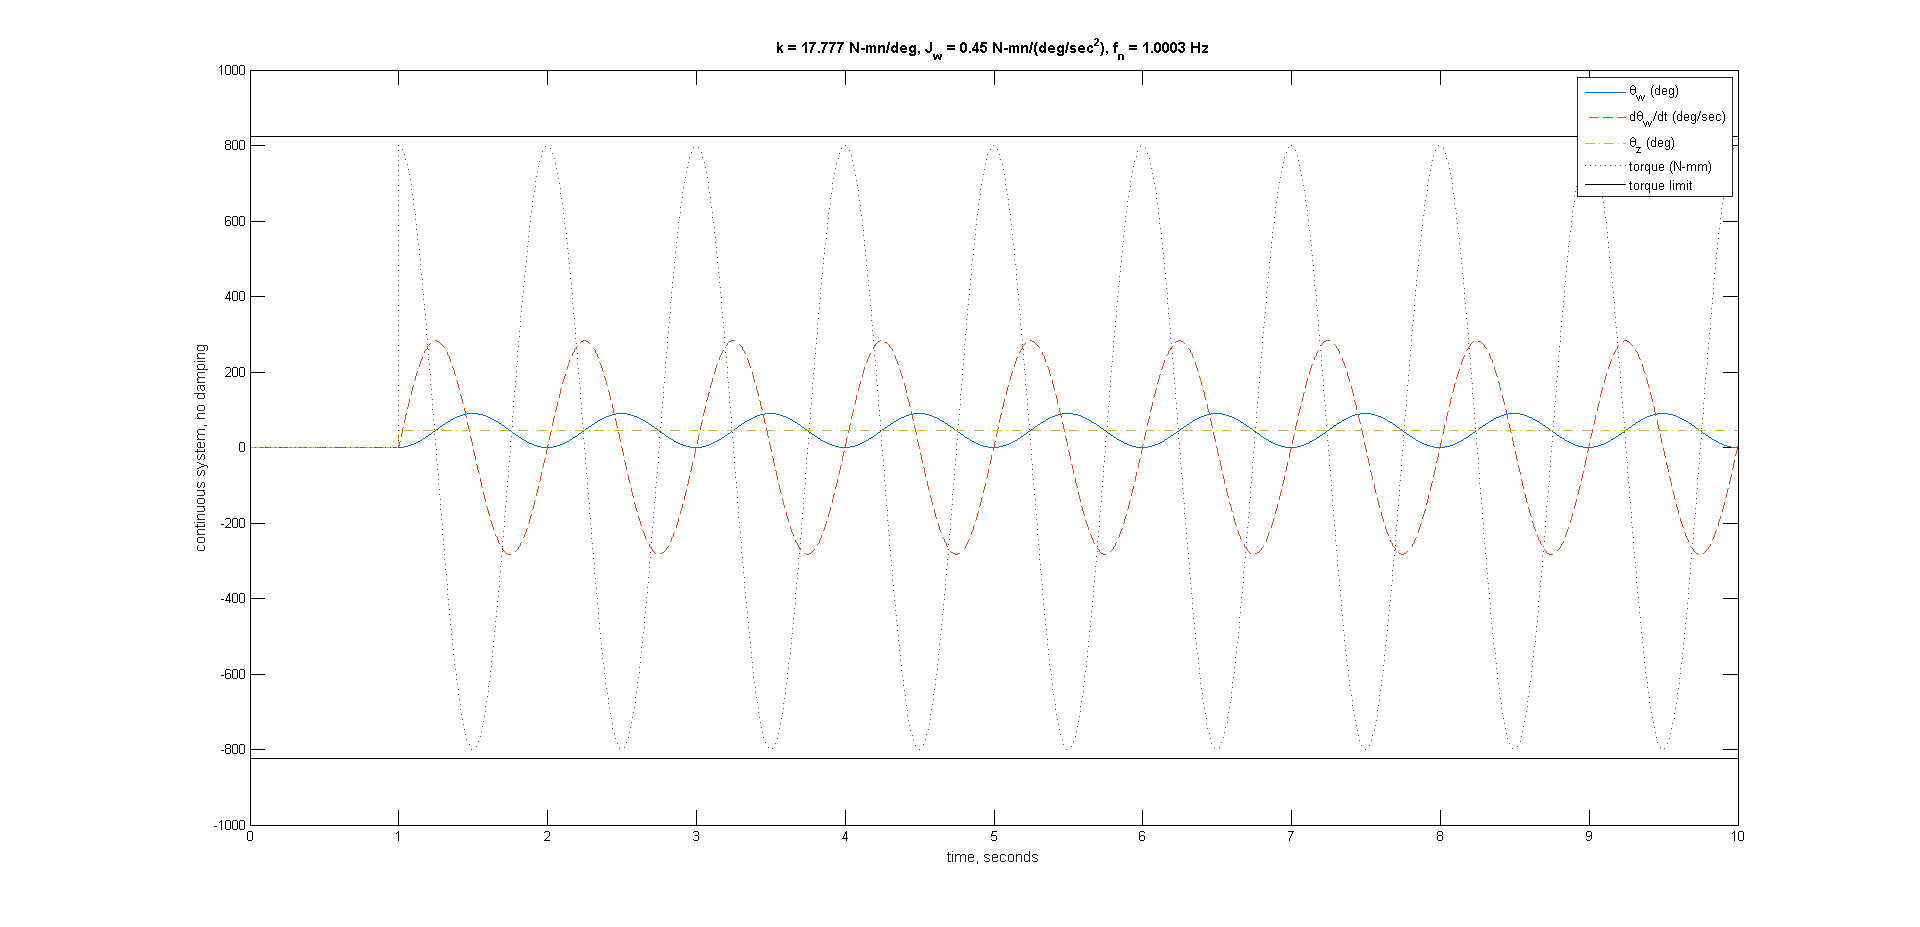 k = 17.777 N-mn/deg, J_w = 0.45 N-mn/(deg/sec²), f_n = 1.0003 Hz
1000
800
600
400
200
0
-200
-400
-600
-800
-1000
continuous system, no damping
θ_w (deg)
dθ_w/dt (deg/sec)
θ_z (deg)
torque (N-mm)
torque limit
0 1 2 3 4 5 6 7 8 9 10
time, seconds